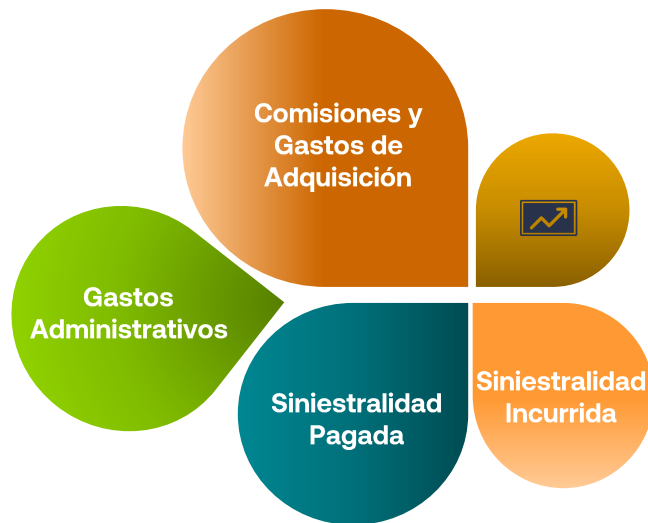 Comisiones y
Gastos de
Adquisición
Gastos
Administrativos
Siniestralidad
Pagada
Siniestralidad
Incurrida